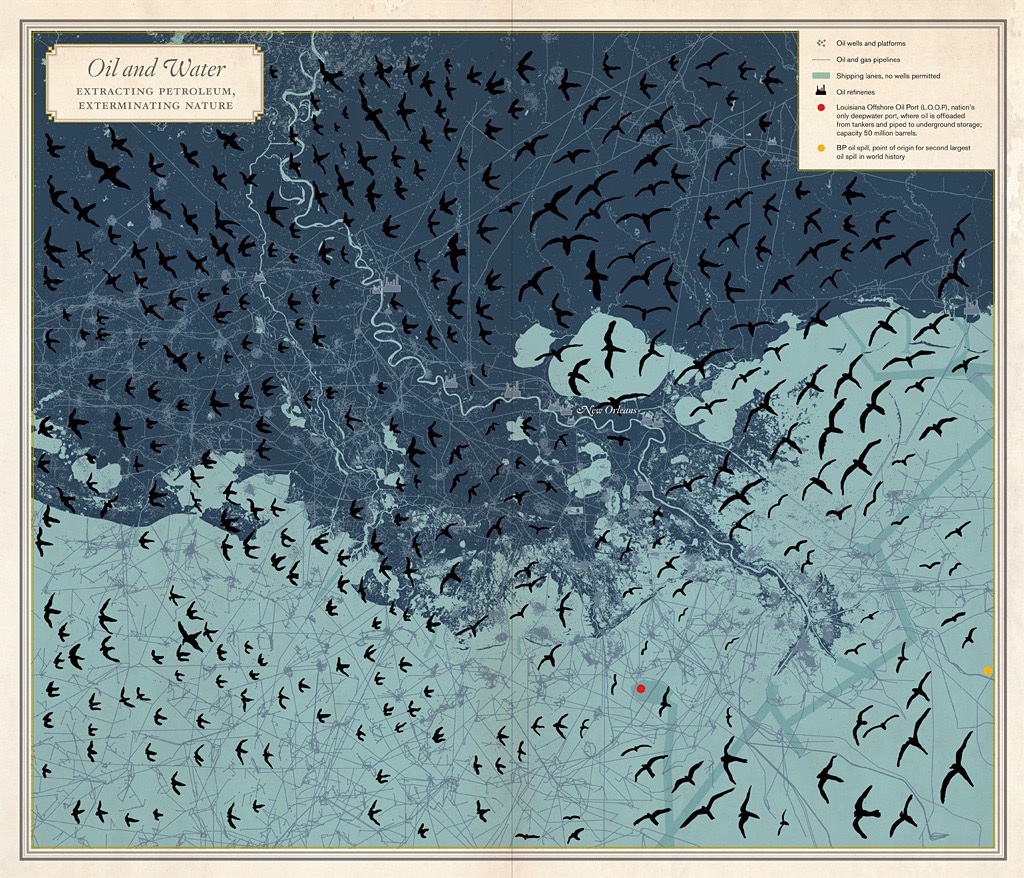 Oil and Water
EXTRACTING PETROLEUM,
EXTERMINATING NATURE
Oil wells and platforms
Oil and gas pipelines
Shipping lanes, no wells permitted
Oil refineries
Louisiana Offshore Oil Port (L.O.O.P.), nation's
only deepwater port, where oil is offloaded
from tankers and piped to underground storage;
capacity 50 million barrels.
BP oil spill, point of origin for second largest
oil spill in world history
New Orleans